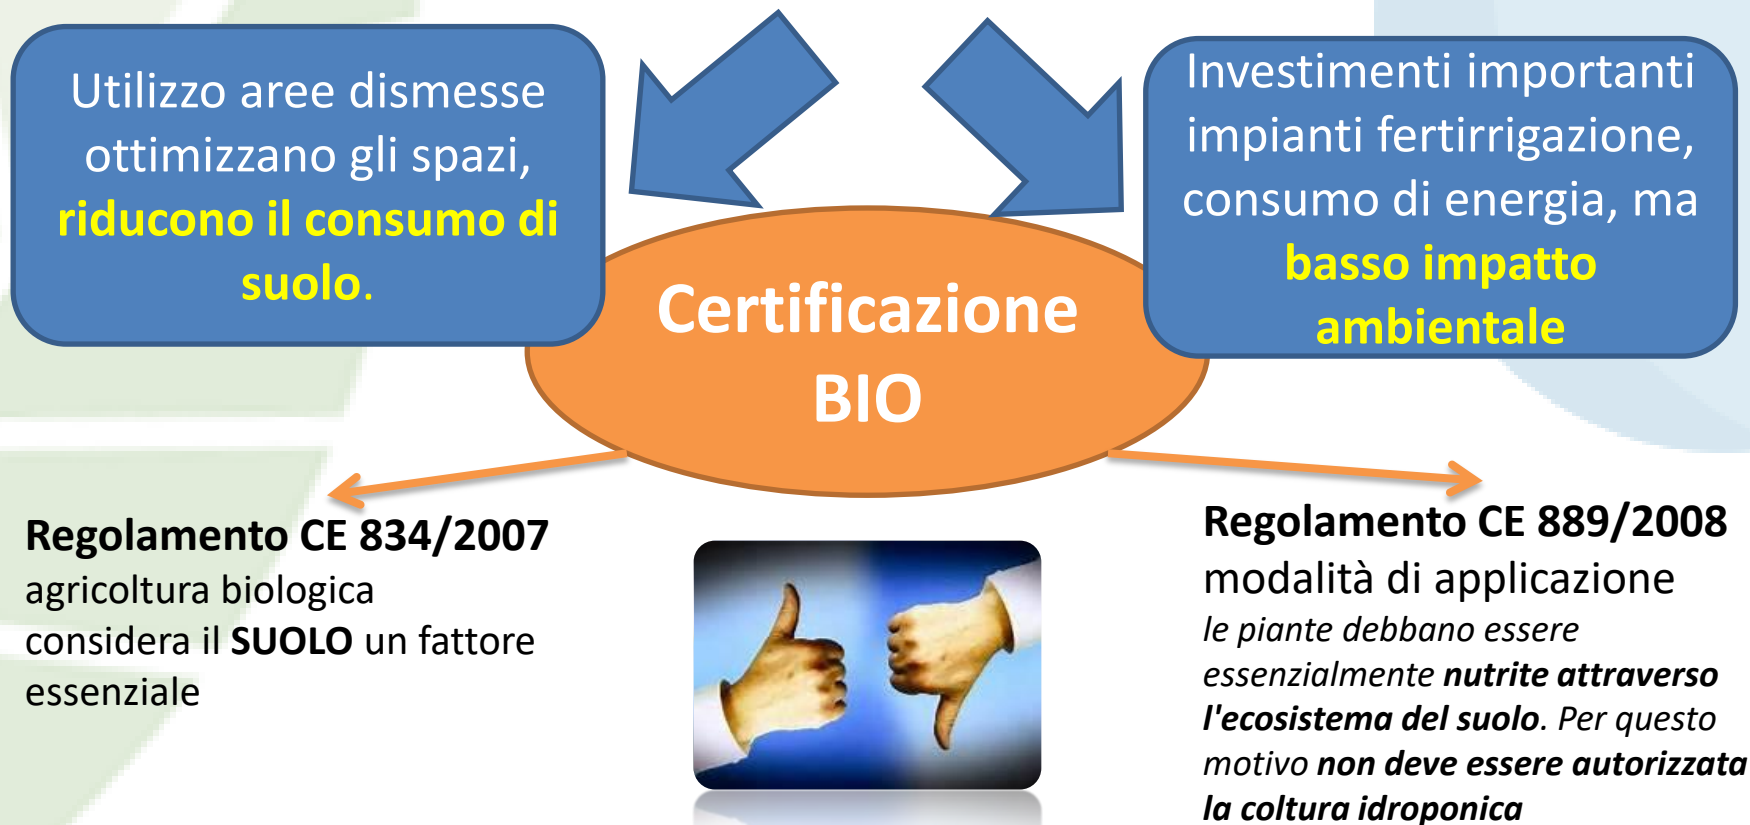 Utilizzo aree dismesse
ottimizzano gli spazi,
riducono il consumo di
suolo.
Investimenti importanti
impianti fertirrigazione,
consumo di energia, ma
basso impatto
ambientale
Certificazione
BIO
Regolamento CE 834/2007
agricoltura biologica
considera il SUOLO un fattore
essenziale
Regolamento CE 889/2008
modalità di applicazione
le piante debbano essere
essenzialmente nutrite attraverso
l'ecosistema del suolo. Per questo
motivo non deve essere autorizzata
la coltura idroponica